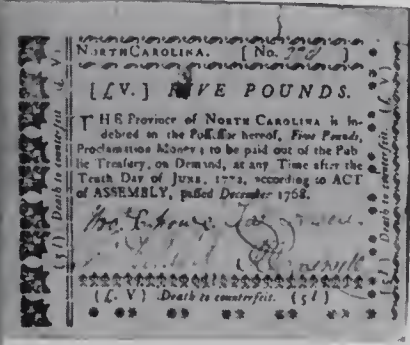 NORTH CAROLINA. [ No. ]
[ £ V. ] FIVE POUNDS.
THE Province of NORTH CAROLINA is in-
debted to the Possessor hereof, Five Pounds,
Proclamation Money; to be paid out of the Pub-
lic Treasury, on Demand, at any Time after the
Tenth Day of JUNE, 1772, according to ACT
of ASSEMBLY, passed December 1768.
( £. V ) Death to counterfeit. ( 5 l )
( 5 l ) Death to counterfeit ( £. V )
( 5 l ) Death to counterfeit. ( £ V )